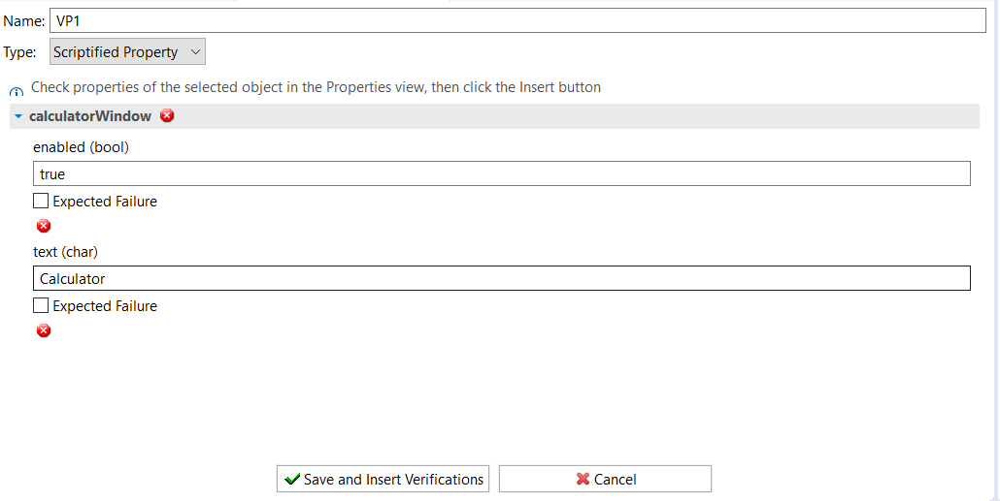 Name: VP1
Type: Scriptified Property
Check properties of the selected object in the Properties view, then click the Insert button
calculatorWindow
enabled (bool)
true
Expected Failure
text (char)
Calculator
Expected Failure
Save and Insert Verifications Cancel